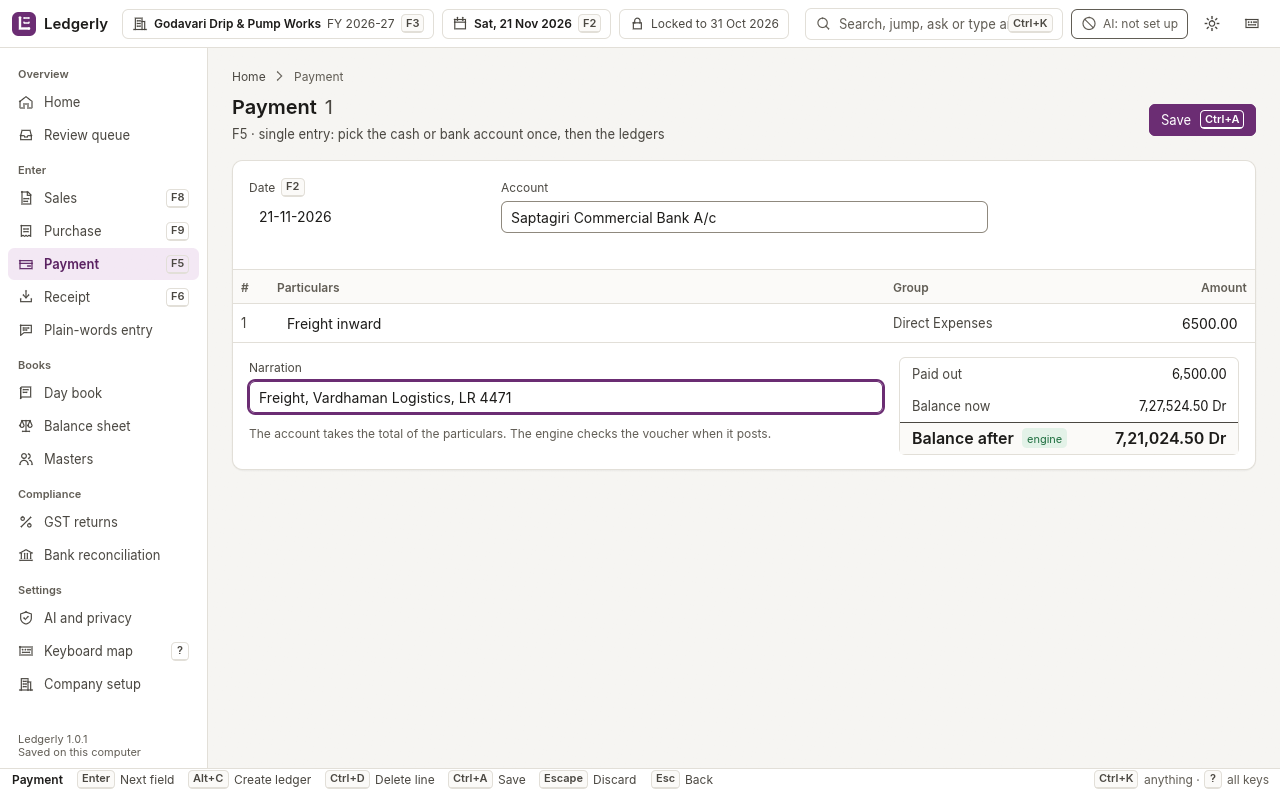 Ledgerly
Godavari Drip & Pump Works FY 2026-27 F3
Sat, 21 Nov 2026 F2
Locked to 31 Oct 2026
Search, jump, ask or type a Ctrl+K
AI: not set up
Overview
Home
Review queue
Enter
Sales F8
Purchase F9
Payment F5
Receipt F6
Plain-words entry
Books
Day book
Balance sheet
Masters
Compliance
GST returns
Bank reconciliation
Settings
AI and privacy
Keyboard map ?
Company setup
Ledgerly 1.0.1
Saved on this computer
Home > Payment
Payment 1
F5 · single entry: pick the cash or bank account once, then the ledgers
Save Ctrl+A
Date F2
21-11-2026
Account
Saptagiri Commercial Bank A/c
# Particulars Group Amount
1 Freight inward Direct Expenses 6500.00
Narration
Freight, Vardhaman Logistics, LR 4471
The account takes the total of the particulars. The engine checks the voucher when it posts.
Paid out 6,500.00
Balance now 7,27,524.50 Dr
Balance after engine 7,21,024.50 Dr
Payment Enter Next field Alt+C Create ledger Ctrl+D Delete line Ctrl+A Save Escape Discard Esc Back
Ctrl+K anything · ? all keys